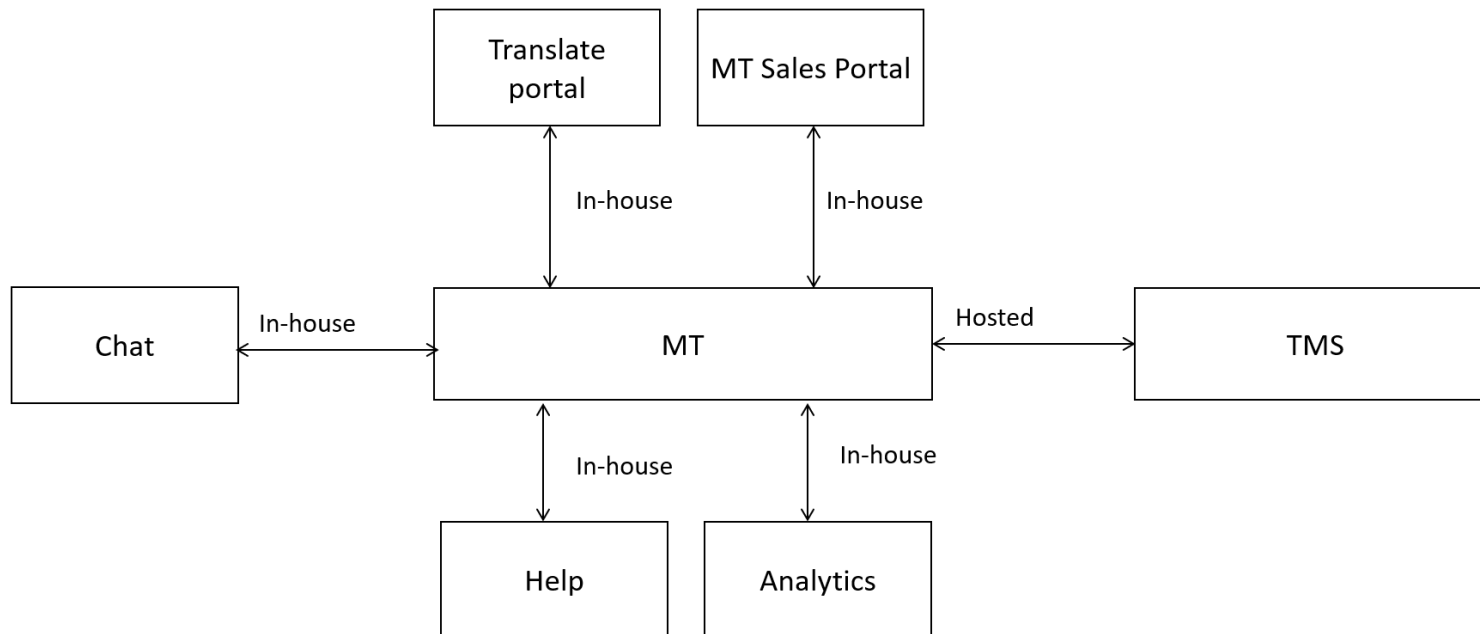 Translate
portal
MT Sales Portal
In-house
In-house
Chat
In-house
MT
Hosted
TMS
In-house
In-house
Help
Analytics